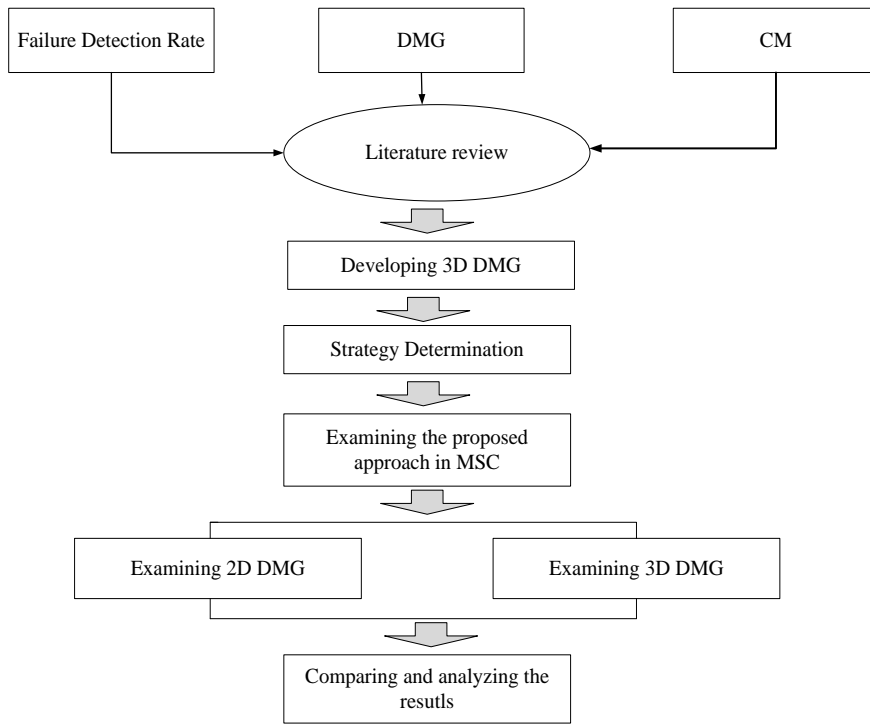 Failure Detection Rate
DMG
CM
Literature review
Developing 3D DMG
Strategy Determination
Examining the proposed
approach in MSC
Examining 2D DMG
Examining 3D DMG
Comparing and analyzing the
resutls